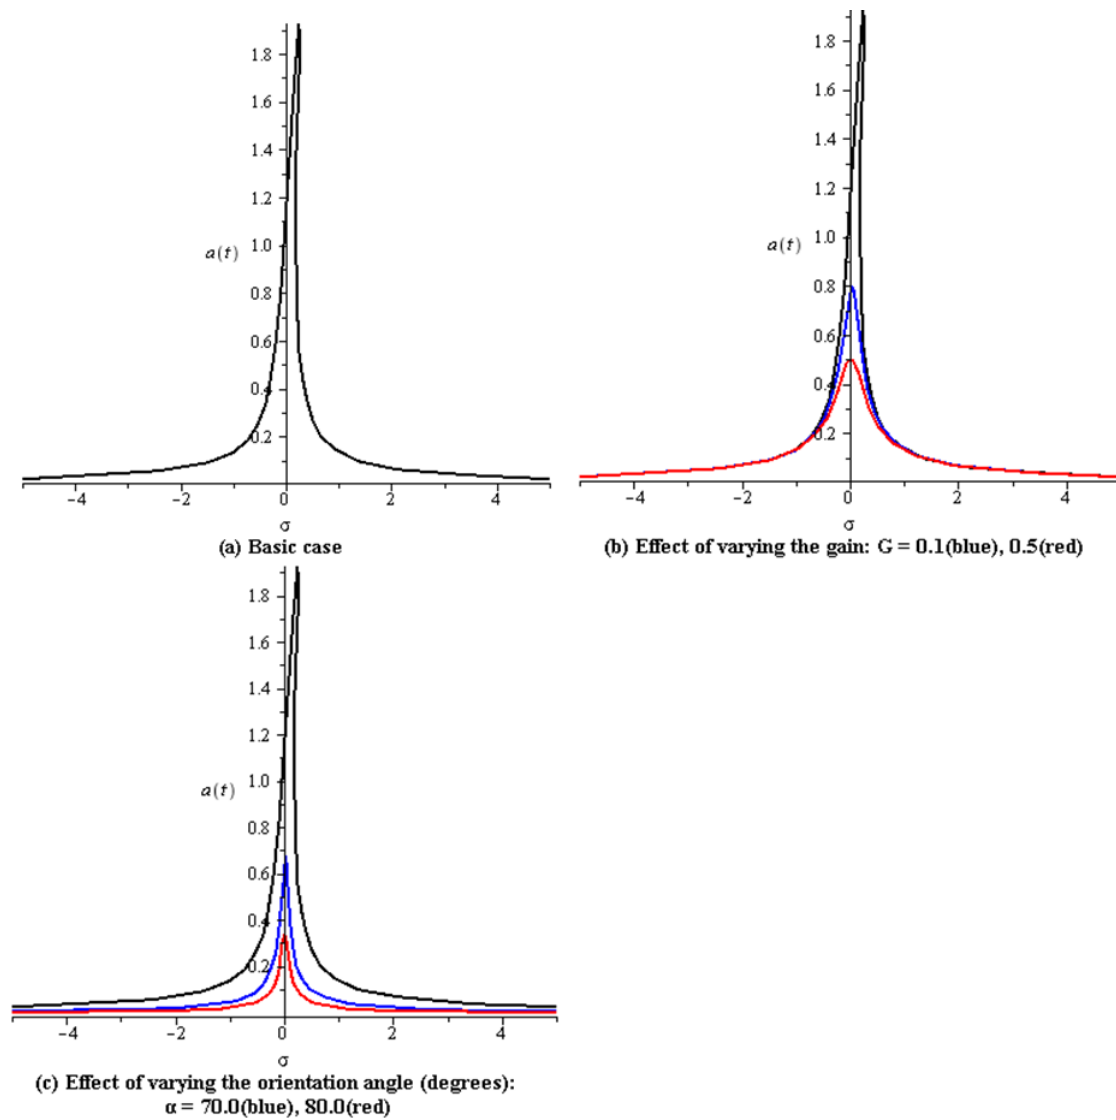 1.8
1.6
1.4
1.2
a(t) 1.0
0.8
0.6
0.4
0.2
−4 −2 0 2 4
σ
(a) Basic case
1.8
1.6
1.4
1.2
a(t) 1.0
0.8
0.6
0.4
0.2
−4 −2 0 2 4
σ
(b) Effect of varying the gain: G = 0.1(blue), 0.5(red)
1.8
1.6
1.4
1.2
a(t) 1.0
0.8
0.6
0.4
0.2
−4 −2 0 2 4
σ
(c) Effect of varying the orientation angle (degrees):
α = 70.0(blue), 80.0(red)